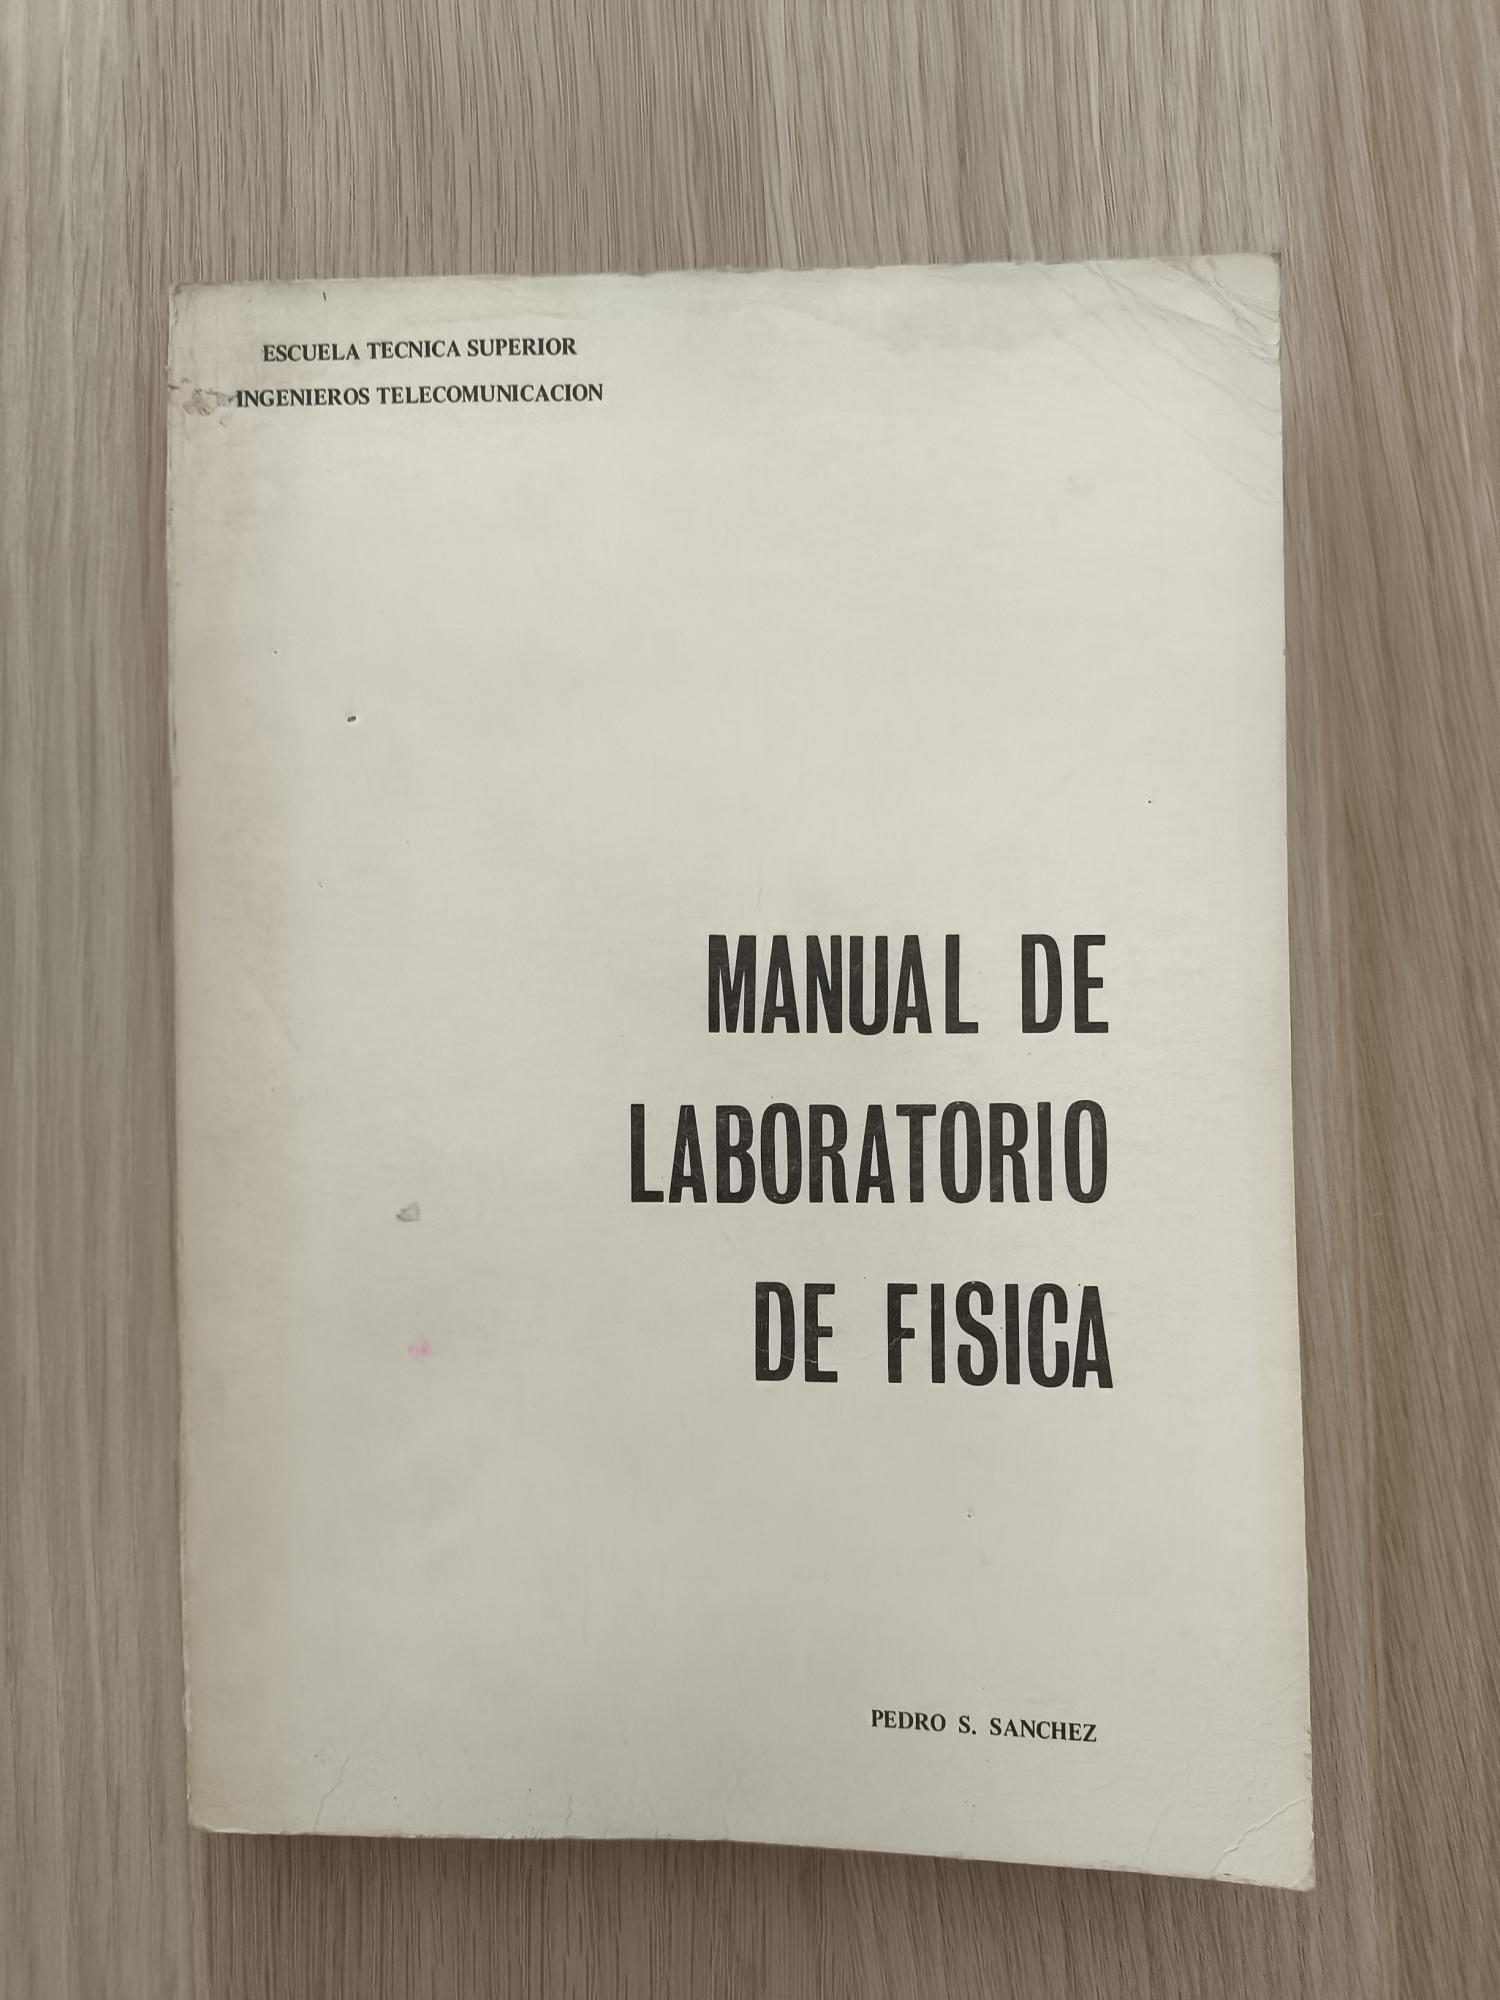 ESCUELA TECNICA SUPERIOR
INGENIEROS TELECOMUNICACION
MANUAL DE
LABORATORIO
DE FISICA
PEDRO S. SANCHEZ